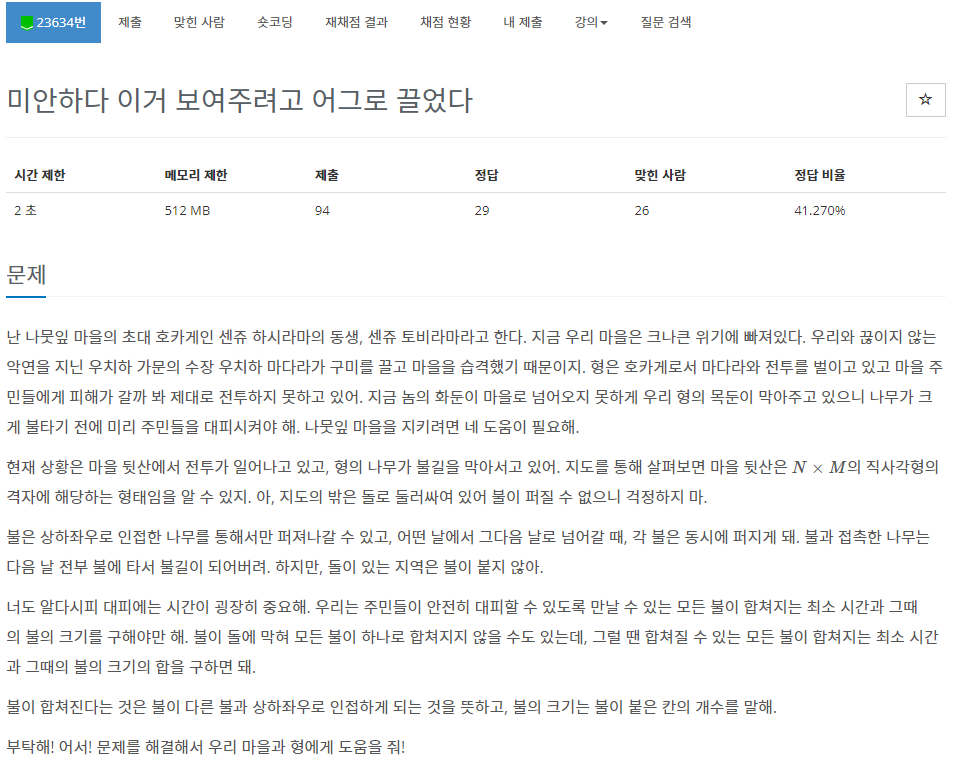 23634번 제출 맞힌 사람 숏코딩 재채점 결과 채점 현황 내 제출 강의 질문 검색
미안하다 이거 보여주려고 어그로 끌었다
시간 제한 메모리 제한 제출 정답 맞힌 사람 정답 비율
2 초 512 MB 94 29 26 41.270%
문제
난 나뭇잎 마을의 초대 호카게인 센쥬 하시라마의 동생, 센쥬 토비라마라고 한다. 지금 우리 마을은 크나큰 위기에 빠져있다. 우리와 끊이지 않는
악연을 지닌 우치하 가문의 수장 우치하 마다라가 구미를 끌고 마을을 습격했기 때문이지. 형은 호카게로서 마다라와 전투를 벌이고 있고 마을 주
민들에게 피해가 갈까 봐 제대로 전투하지 못하고 있어. 지금 놈의 화둔이 마을로 넘어오지 못하게 우리 형의 목둔이 막아주고 있으니 나무가 크
게 불타기 전에 미리 주민들을 대피시켜야 해. 나뭇잎 마을을 지키려면 네 도움이 필요해.
현재 상황은 마을 뒷산에서 전투가 일어나고 있고, 형의 나무가 불길을 막아서고 있어. 지도를 통해 살펴보면 마을 뒷산은 N × M의 직사각형의
격자에 해당하는 형태임을 알 수 있지. 아, 지도의 밖은 돌로 둘러싸여 있어 불이 퍼질 수 없으니 걱정하지 마.
불은 상하좌우로 인접한 나무를 통해서만 퍼져나갈 수 있고, 어떤 날에서 그다음 날로 넘어갈 때, 각 불은 동시에 퍼지게 돼. 불과 접촉한 나무는
다음 날 전부 불에 타서 불길이 되어버려. 하지만, 돌이 있는 지역은 불이 붙지 않아.
너도 알다시피 대피에는 시간이 굉장히 중요해. 우리는 주민들이 안전히 대피할 수 있도록 만날 수 있는 모든 불이 합쳐지는 최소 시간과 그때
의 불의 크기를 구해야만 해. 불이 돌에 막혀 모든 불이 하나로 합쳐지지 않을 수도 있는데, 그럴 땐 합쳐질 수 있는 모든 불이 합쳐지는 최소 시간
과 그때의 불의 크기의 합을 구하면 돼.
불이 합쳐진다는 것은 불이 다른 불과 상하좌우로 인접하게 되는 것을 뜻하고, 불의 크기는 불이 붙은 칸의 개수를 말해.
부탁해! 어서! 문제를 해결해서 우리 마을과 형에게 도움을 줘!